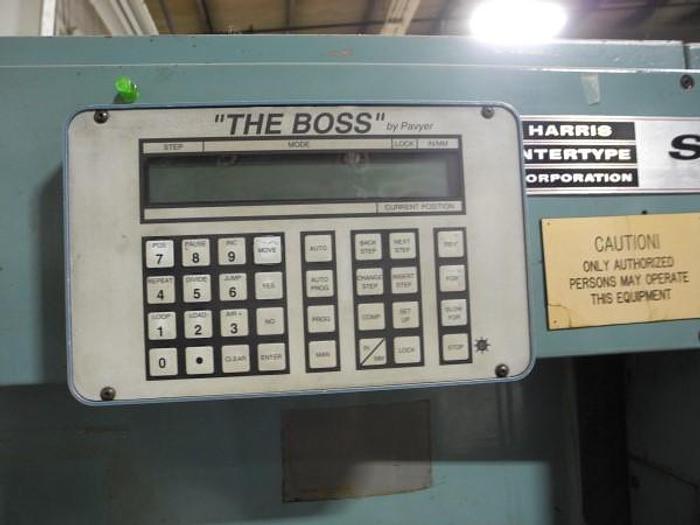 "THE BOSS" by Pavyer
STEP MODE LOCK IN/MM
CURRENT POSITION
POS PAUSE INC MOVE
7 8 9
REPEAT DIVIDE JUMP YES
4 5 6
LOOP LOAD AIR + NO
1 2 3
0 • CLEAR ENTER
AUTO
AUTO PROG
PROG
MAN
BACK STEP NEXT STEP
CHANGE STEP INSERT STEP
COMP SET UP
IN/MM LOCK
REV
FOR
SLOW FOR
STOP
HARRIS
NTERTYPE
ORPORATION
S
CAUTION!
ONLY AUTHORIZED
PERSONS MAY OPERATE
THIS EQUIPMENT